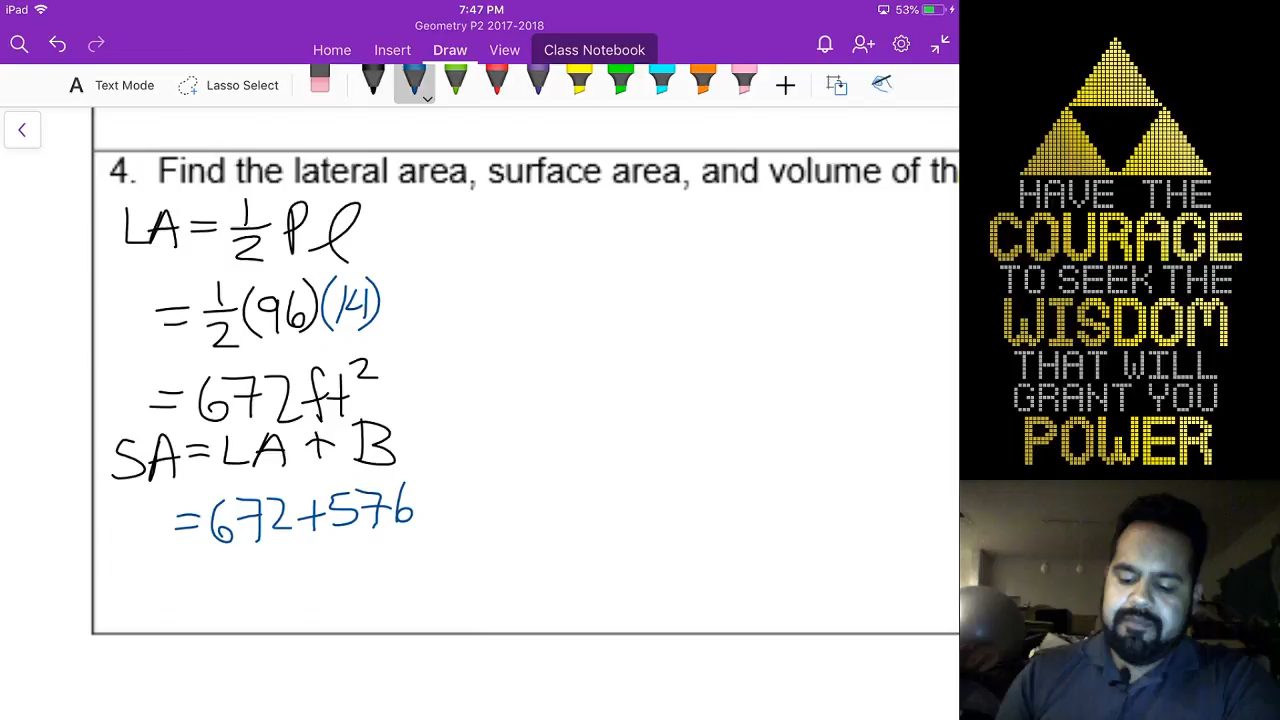 iPad 7:47 PM 53%
Geometry P2 2017-2018
Home Insert Draw View Class Notebook
A Text Mode Lasso Select
4. Find the lateral area, surface area, and volume of th
LA = 1/2 P ℓ
= 1/2 (96)(14)
= 672 ft²
SA = LA + B
= 672 + 576
HAVE THE
COURAGE
TO SEEK THE
WISDOM
THAT WILL
GRANT YOU
POWER